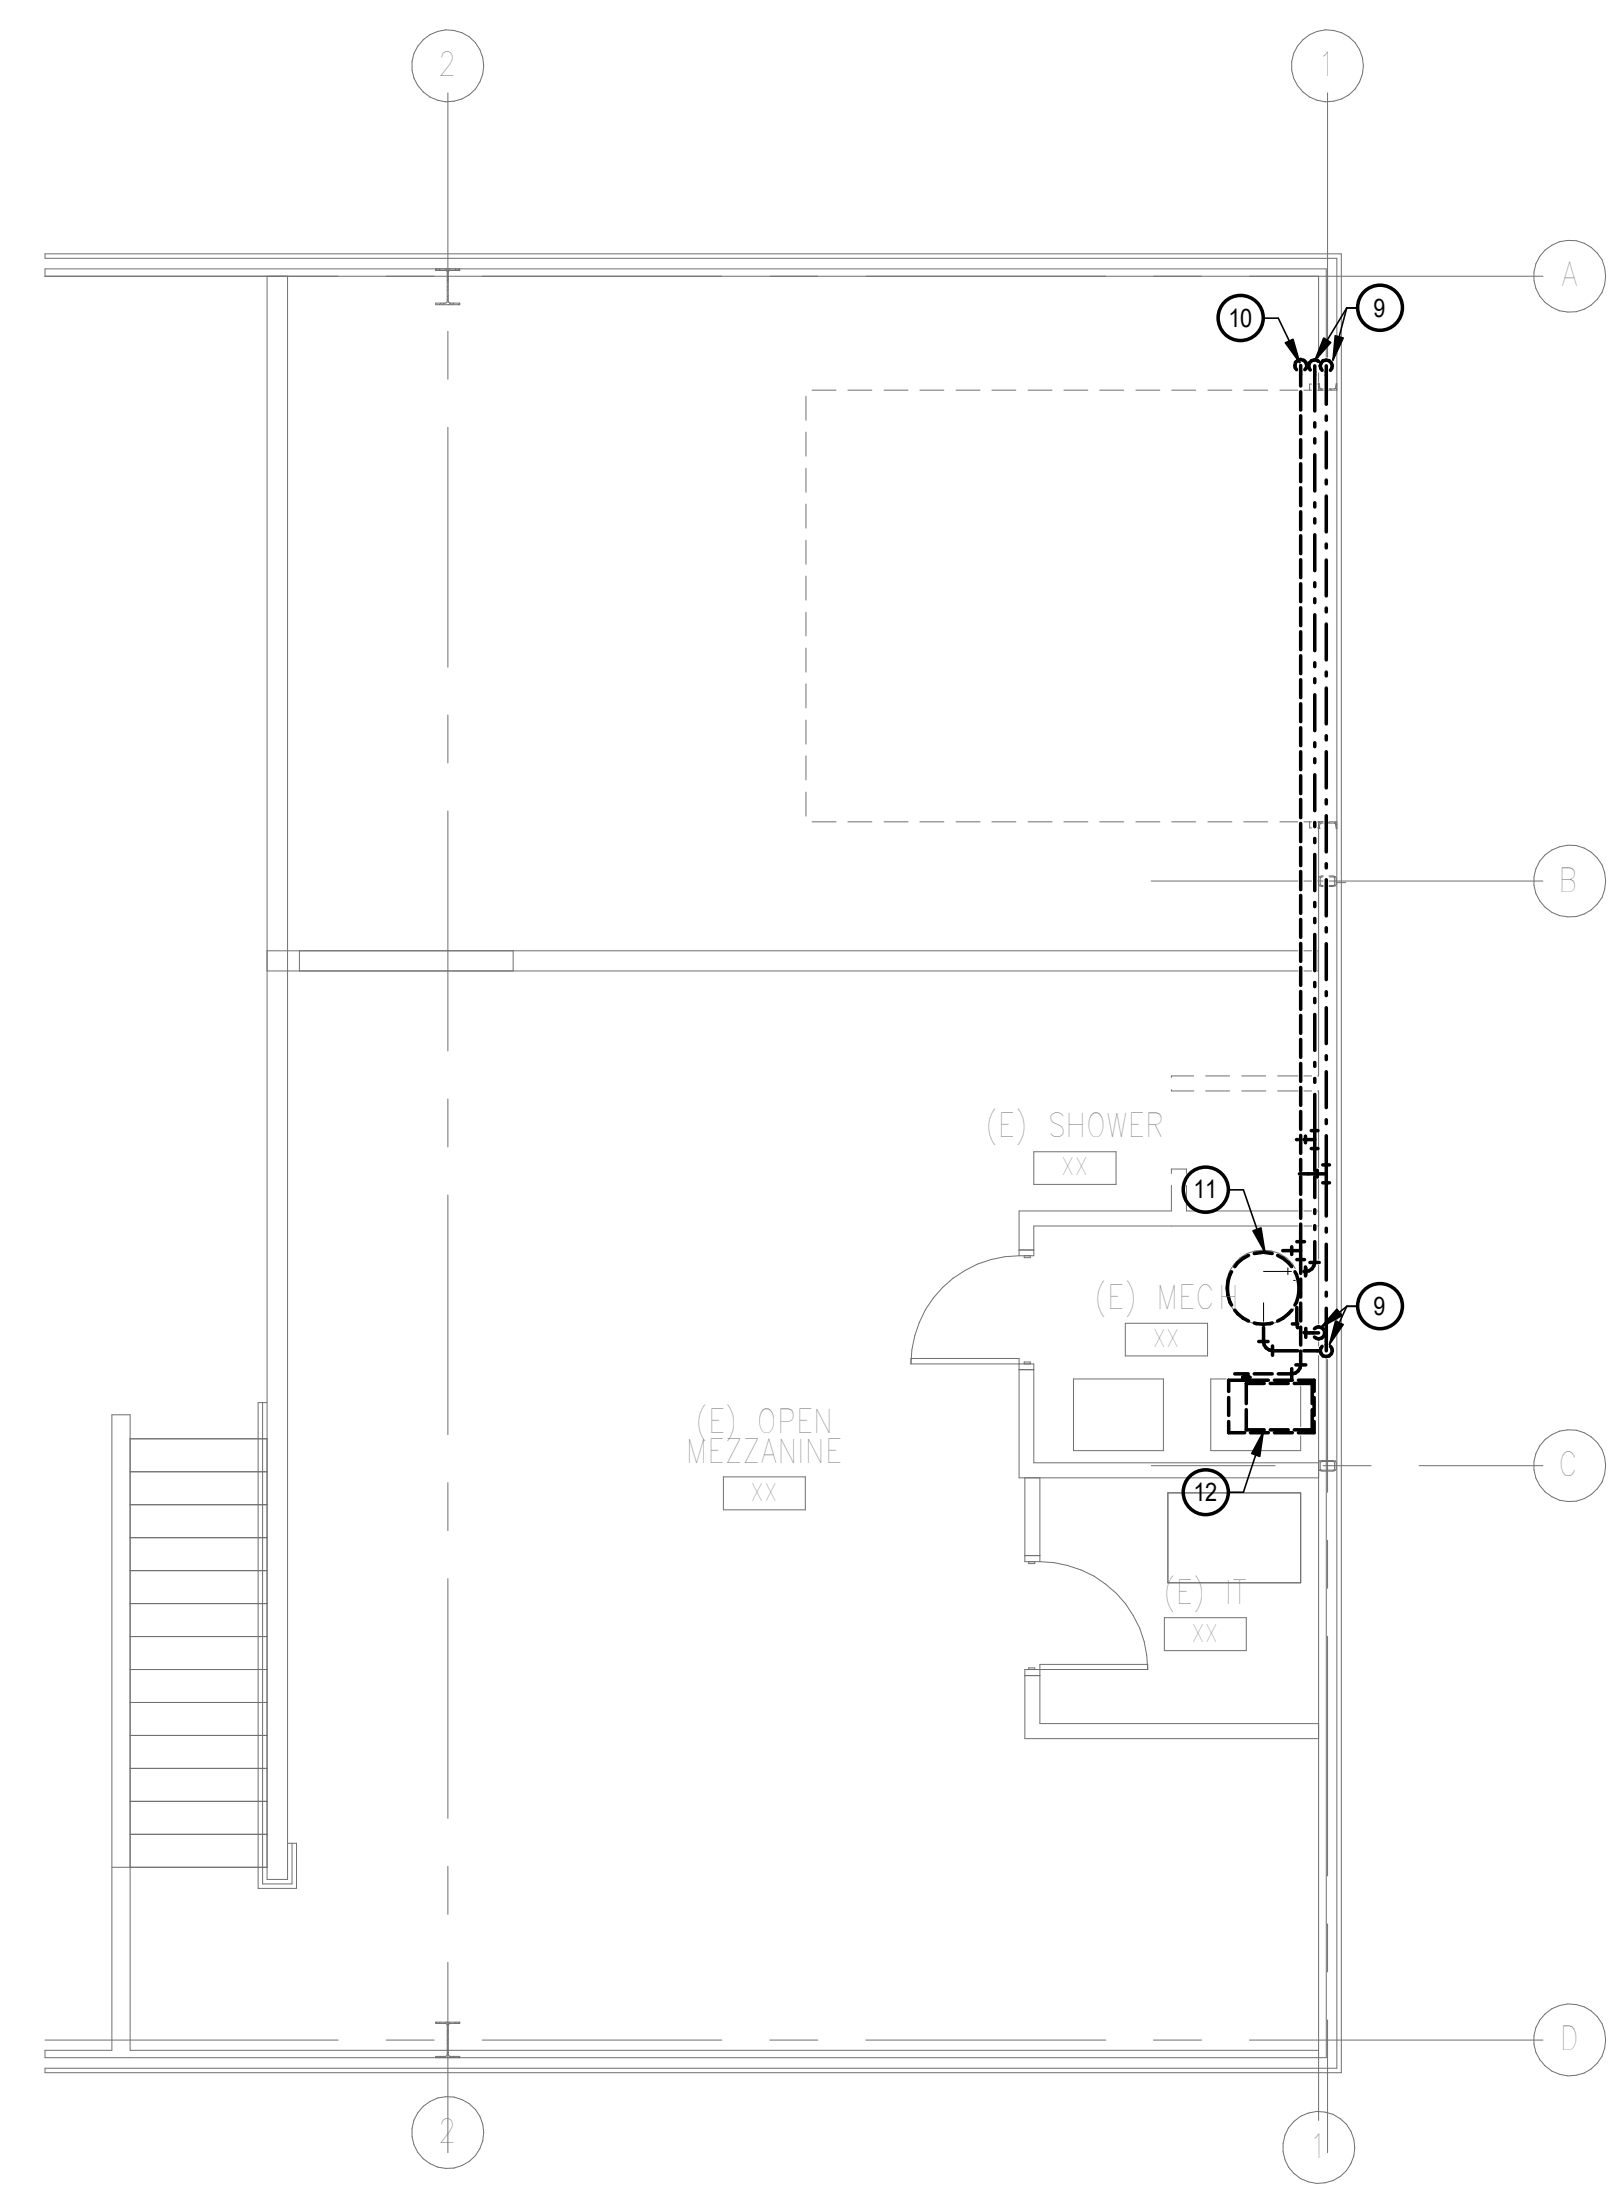 2
1
A
10
9
B
(E) SHOWER
XX
11
(E) MECH
XX
9
(E) OPEN
MEZZANINE
XX
C
12
(E) IT
XX
D
2
1